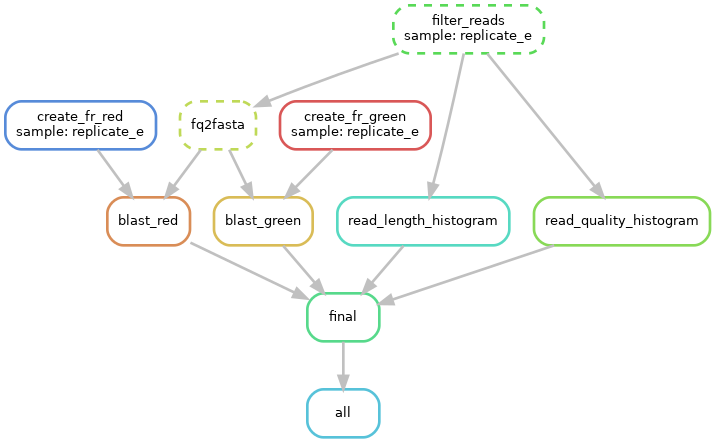 filter_reads
sample: replicate_e
create_fr_red
sample: replicate_e
fq2fasta
create_fr_green
sample: replicate_e
blast_red
blast_green
read_length_histogram
read_quality_histogram
final
all